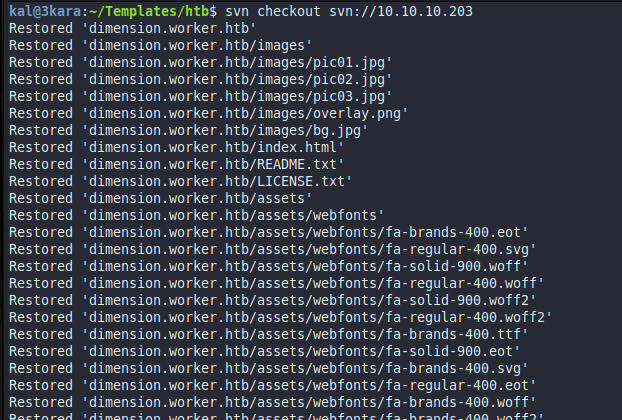 kal@3kara:~/Templates/htb$ svn checkout svn://10.10.10.203
Restored 'dimension.worker.htb'
Restored 'dimension.worker.htb/images'
Restored 'dimension.worker.htb/images/pic01.jpg'
Restored 'dimension.worker.htb/images/pic02.jpg'
Restored 'dimension.worker.htb/images/pic03.jpg'
Restored 'dimension.worker.htb/images/overlay.png'
Restored 'dimension.worker.htb/images/bg.jpg'
Restored 'dimension.worker.htb/index.html'
Restored 'dimension.worker.htb/README.txt'
Restored 'dimension.worker.htb/LICENSE.txt'
Restored 'dimension.worker.htb/assets'
Restored 'dimension.worker.htb/assets/webfonts'
Restored 'dimension.worker.htb/assets/webfonts/fa-brands-400.eot'
Restored 'dimension.worker.htb/assets/webfonts/fa-regular-400.svg'
Restored 'dimension.worker.htb/assets/webfonts/fa-solid-900.woff'
Restored 'dimension.worker.htb/assets/webfonts/fa-regular-400.woff'
Restored 'dimension.worker.htb/assets/webfonts/fa-solid-900.woff2'
Restored 'dimension.worker.htb/assets/webfonts/fa-regular-400.woff2'
Restored 'dimension.worker.htb/assets/webfonts/fa-brands-400.ttf'
Restored 'dimension.worker.htb/assets/webfonts/fa-solid-900.eot'
Restored 'dimension.worker.htb/assets/webfonts/fa-brands-400.svg'
Restored 'dimension.worker.htb/assets/webfonts/fa-regular-400.eot'
Restored 'dimension.worker.htb/assets/webfonts/fa-brands-400.woff'
Restored 'dimension.worker.htb/assets/webfonts/fa-brands-400.woff2'